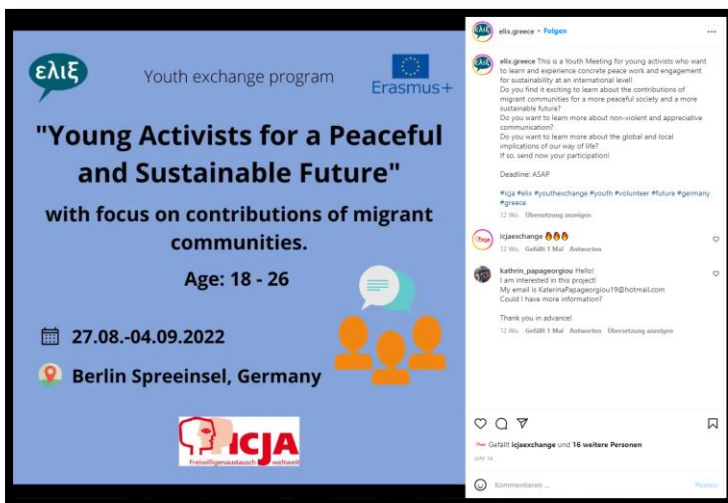 ελιξ
Youth exchange program
Erasmus+
"Young Activists for a Peaceful
and Sustainable Future"
with focus on contributions of migrant
communities.
Age: 18 - 26
27.08.-04.09.2022
Berlin Spreeinsel, Germany
ICJA
Freiwilligenaustausch weltweit
ελιξ
elix.greece • Folgen
ελιξ
elix.greece This is a Youth Meeting for young activists who want
to learn and experience concrete peace work and engagement
for sustainability at an international level!
Do you find it exciting to learn about the contributions of
migrant communities for a more peaceful society and a more
sustainable future?
Do you want to learn more about non-violent and appreciative
communication?
Do you want to learn more about the global and local
implications of our way of life?
If so, send now your participation!
Deadline: ASAP
#icja #elix #youthexchange #youth #volunteer #future #germany
#greece
12 Wo. Übersetzung anzeigen
icjaexchange 🔥🔥🔥
12 Wo. Gefällt 1 Mal Antworten
kathrin_papageorgiou Hello!
I am interested in this project!
My email is KaterinaPapageorgiou19@hotmail.com
Could I have more information?
Thank you in advance!
12 Wo. Gefällt 1 Mal Antworten Übersetzung anzeigen
Gefällt icjaexchange und 16 weitere Personen
JUNI 14
Kommentieren ...
Posten